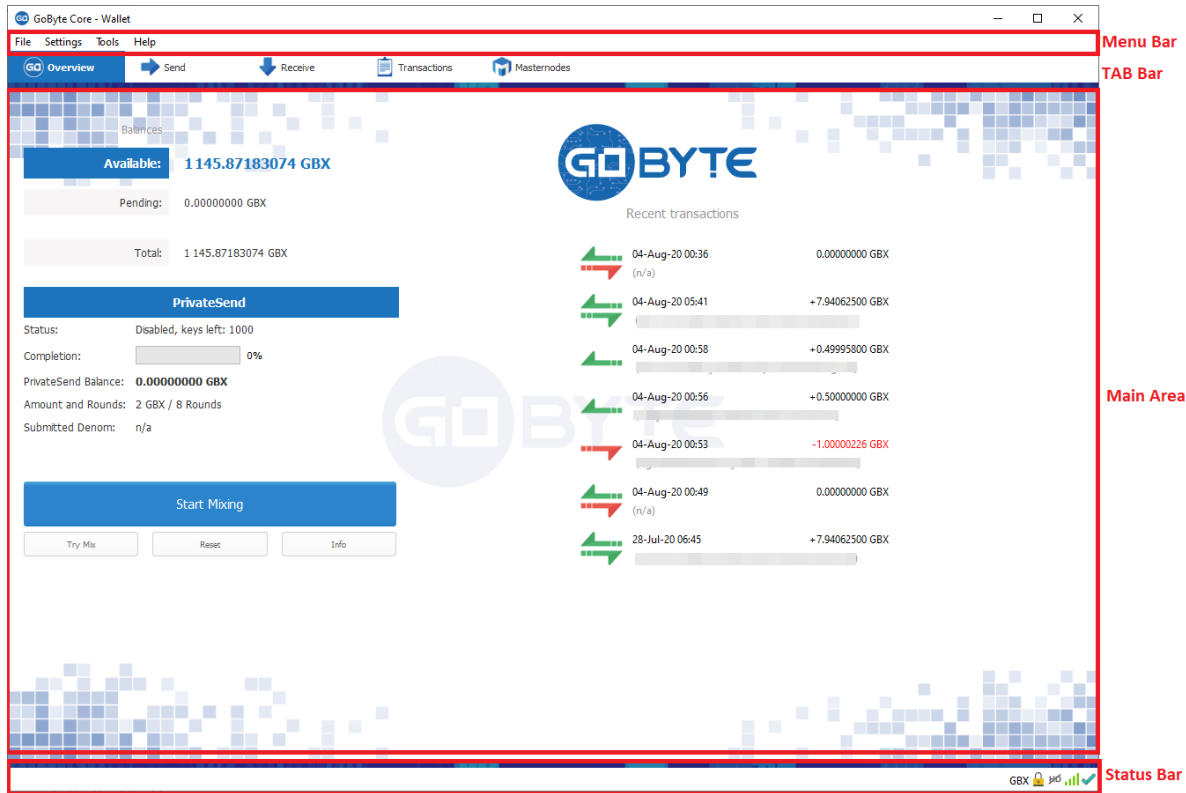 GoByte Core - Wallet
File Settings Tools Help
Menu Bar
GO Overview Send Receive Transactions Masternodes
TAB Bar
Balances
Available: 1 145.87183074 GBX
Pending: 0.00000000 GBX
Total: 1 145.87183074 GBX
PrivateSend
Status: Disabled, keys left: 1000
Completion: 0%
PrivateSend Balance: 0.00000000 GBX
Amount and Rounds: 2 GBX / 8 Rounds
Submitted Denom: n/a
Start Mixing
Try Mix Reset Info
GOBYTE
Recent transactions
04-Aug-20 00:36 0.00000000 GBX
(n/a)
04-Aug-20 05:41 +7.94062500 GBX
04-Aug-20 00:58 +0.49995800 GBX
04-Aug-20 00:56 +0.50000000 GBX
04-Aug-20 00:53 -1.00000226 GBX
04-Aug-20 00:49 0.00000000 GBX
(n/a)
28-Jul-20 06:45 +7.94062500 GBX
GOBYTE
Main Area
GBX HD
Status Bar